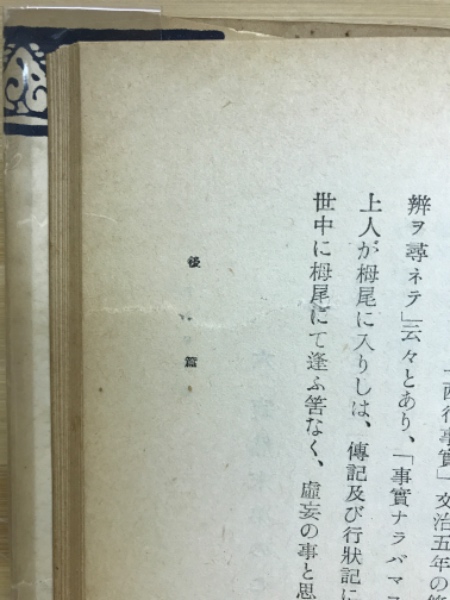 西行事實」文治五年の
辨ヲ尋ネテ」云々とあり、「事實ナラバマ
上人が栂尾に入りしは、傳記及び行狀記に
世中に栂尾にて逢ふ筈なく、虛妄の事と思
後篇